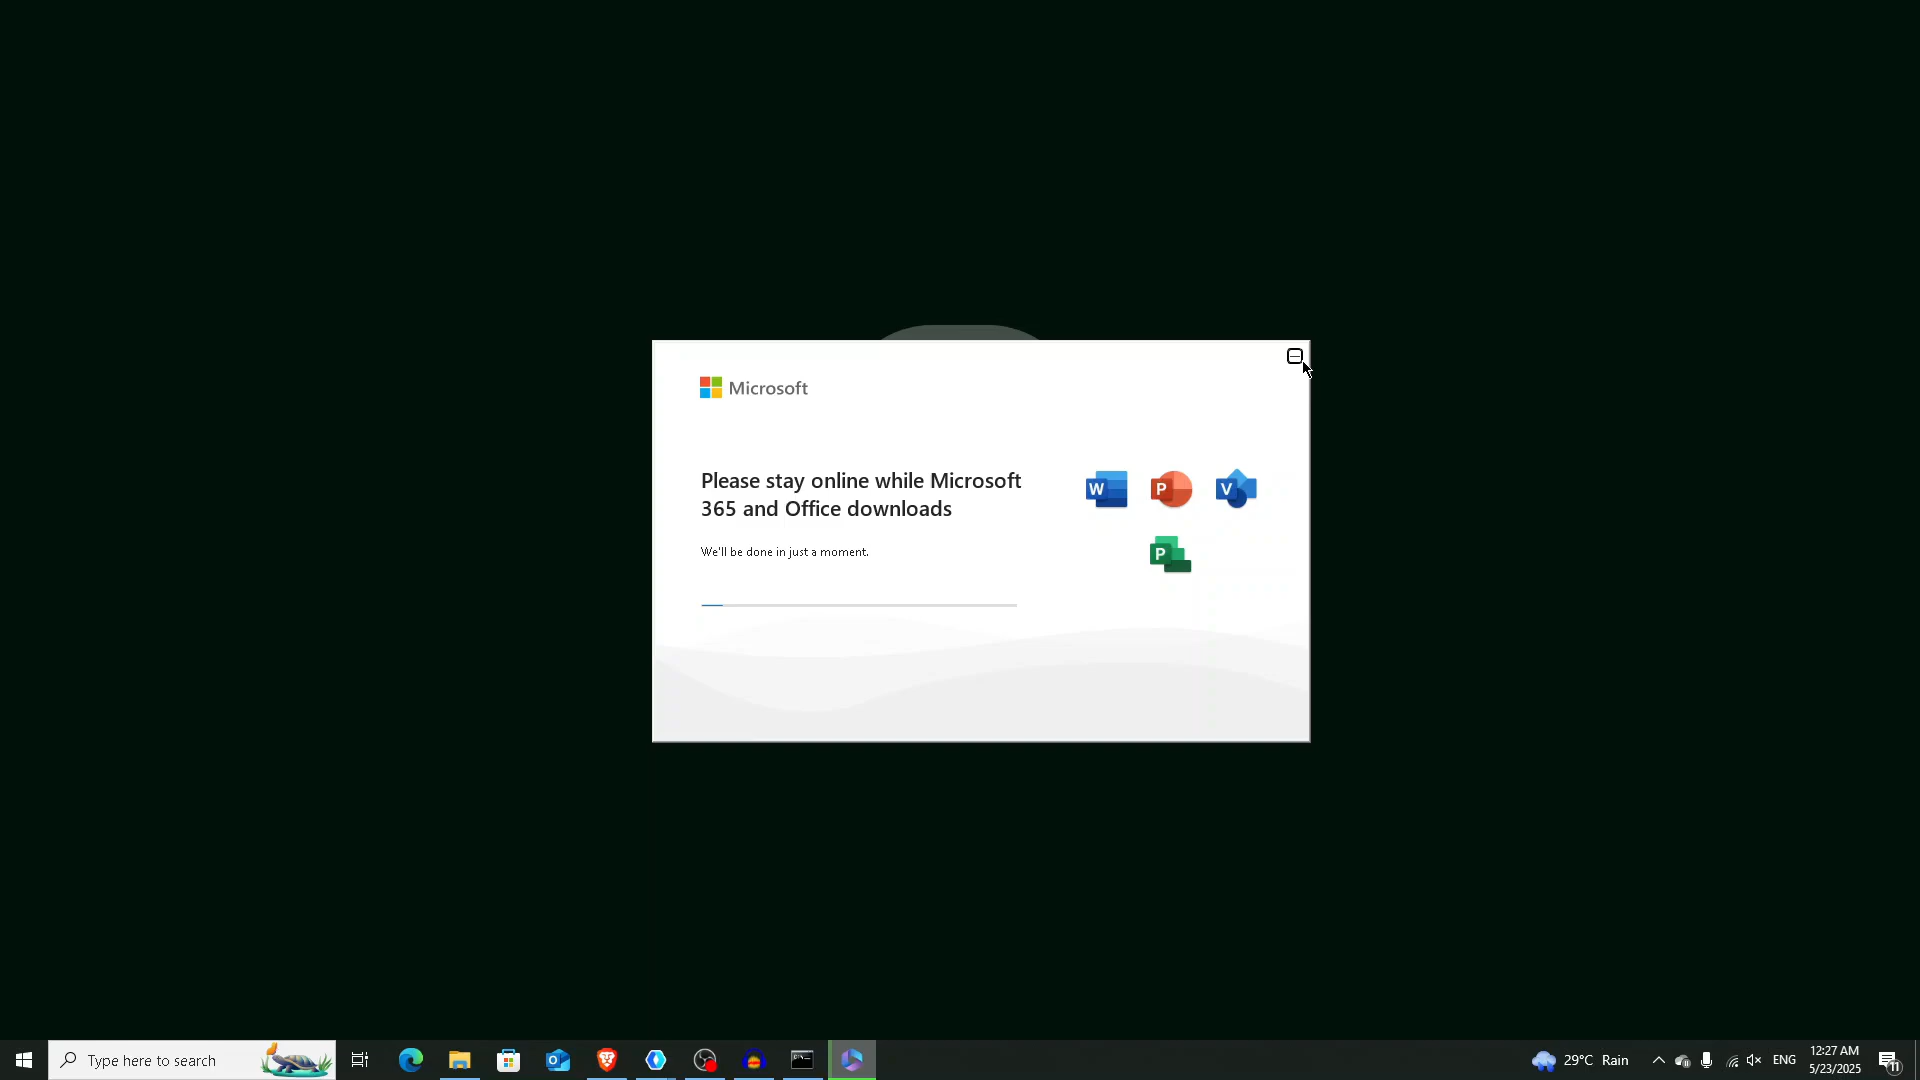 Microsoft
Please stay online while Microsoft
365 and Office downloads
We'll be done in just a moment.
W
P
V
P
Type here to search
29°C Rain
ENG
12:27 AM
5/23/2025
11